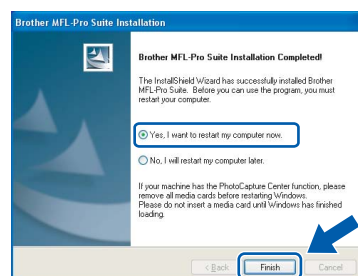 Brother MFL-Pro Suite Installation
Brother MFL-Pro Suite Installation Completed!
The InstallShield Wizard has successfully installed Brother
MFL-Pro Suite. Before you can use the program, you must
restart your computer.
Yes, I want to restart my computer now.
No, I will restart my computer later.
If your machine has the PhotoCapture Center function, please
remove all media cards before restarting Windows.
Please do not insert a media card until Windows has finished
loading.
< Back
Finish
Cancel